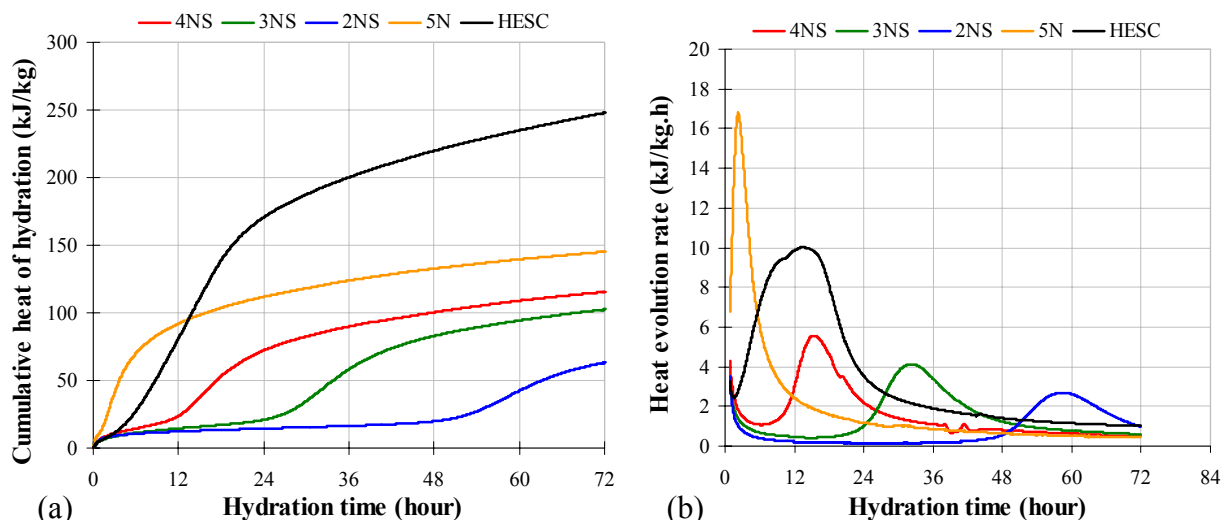 4NS 3NS 2NS 5N HESC
300
250
200
150
100
50
0
0 12 24 36 48 60 72
Cumulative heat of hydration (kJ/kg)
Hydration time (hour)
(a)
4NS 3NS 2NS 5N HESC
20
18
16
14
12
10
8
6
4
2
0
0 12 24 36 48 60 72 84
Heat evolution rate (kJ/kg.h)
Hydration time (hour)
(b)